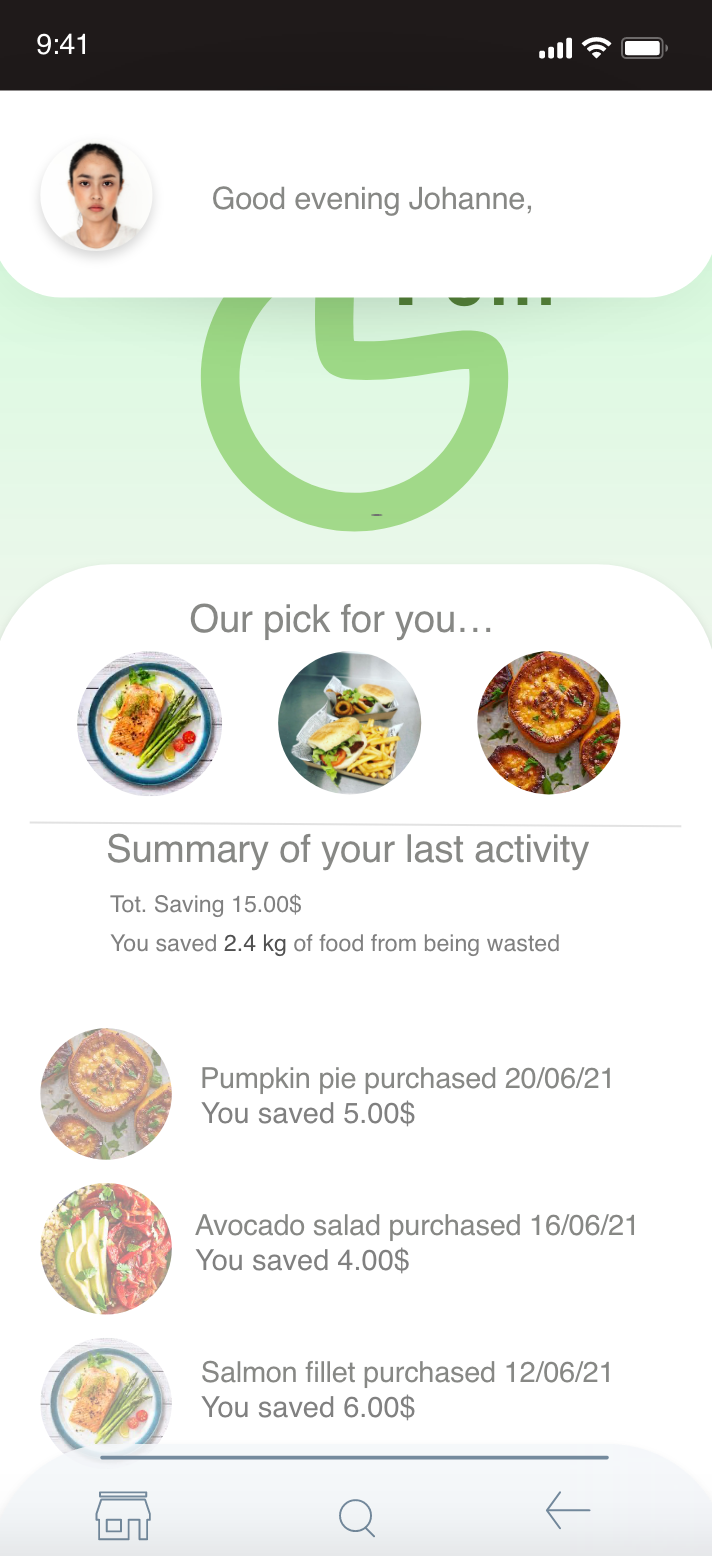 9:41
Good evening Johanne,
Our pick for you…
Summary of your last activity
Tot. Saving 15.00$
You saved 2.4 kg of food from being wasted
Pumpkin pie purchased 20/06/21
You saved 5.00$
Avocado salad purchased 16/06/21
You saved 4.00$
Salmon fillet purchased 12/06/21
You saved 6.00$